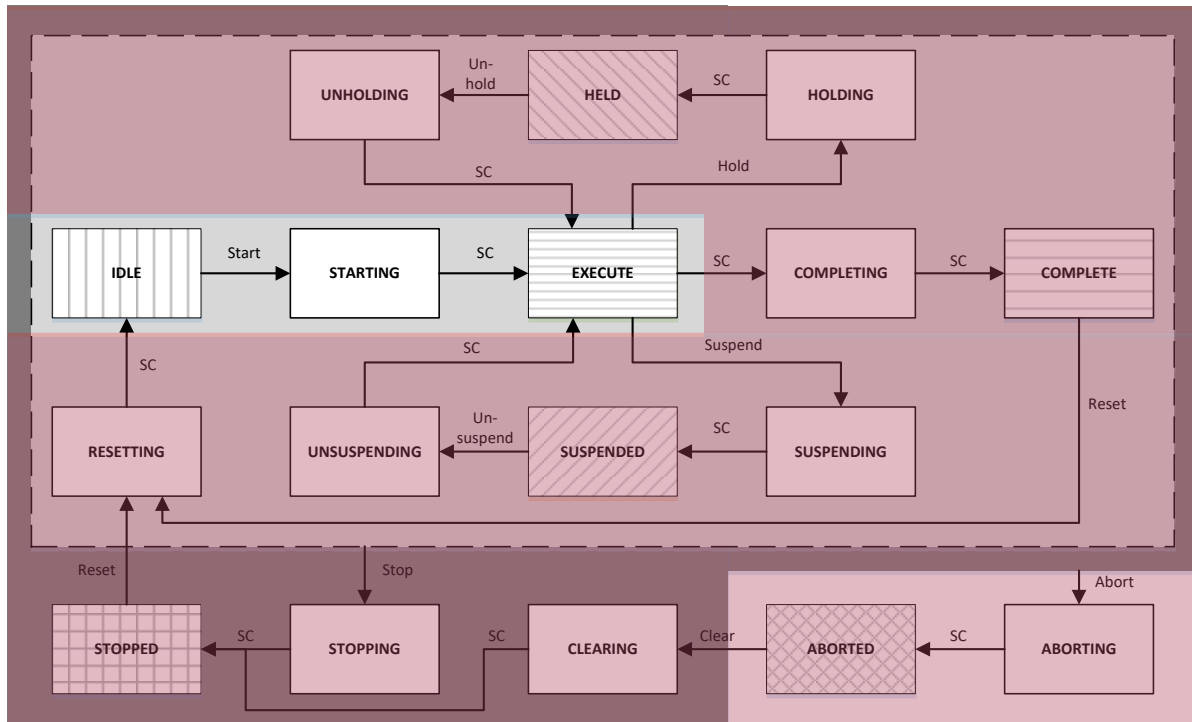 Un-
hold
SC
UNHOLDING
HELD
HOLDING
SC
Hold
Start
SC
SC
SC
IDLE
STARTING
EXECUTE
COMPLETING
COMPLETE
SC
SC
Suspend
Reset
Un-
suspend
SC
RESETTING
UNSUSPENDING
SUSPENDED
SUSPENDING
Reset
Stop
Abort
SC
SC
Clear
SC
STOPPED
STOPPING
CLEARING
ABORTED
ABORTING